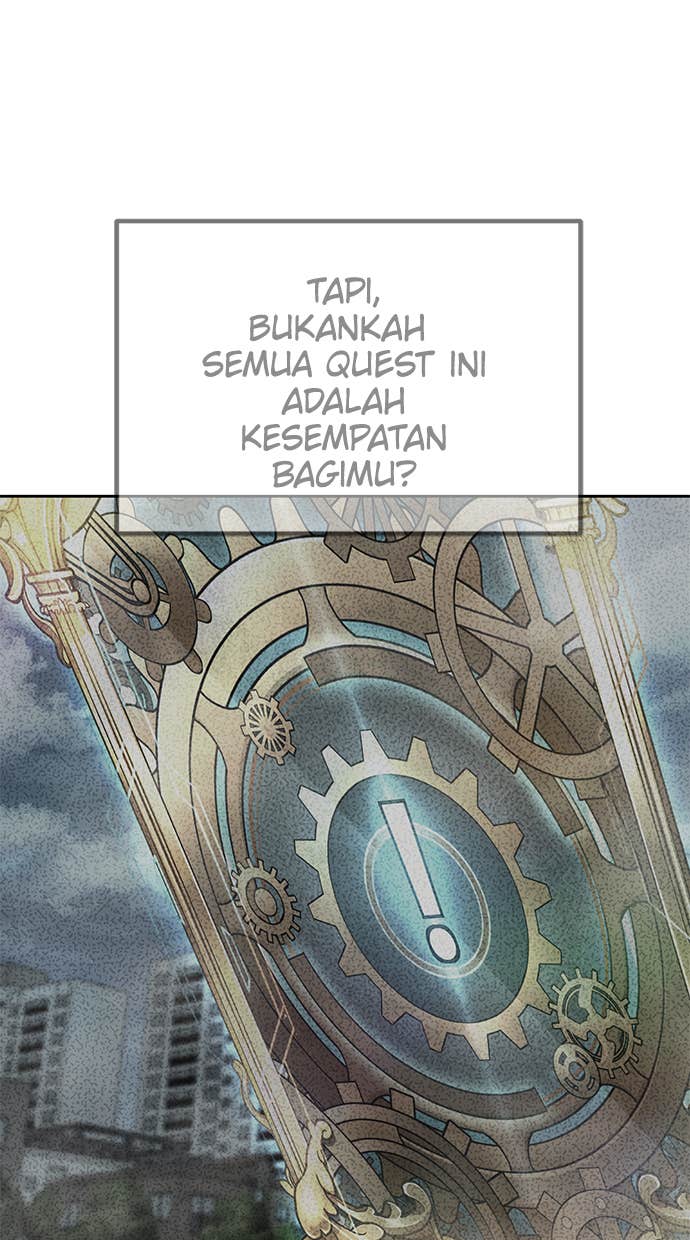 TAPI,
BUKANKAH
SEMUA QUEST INI
ADALAH
KESEMPATAN
BAGIMU?
!